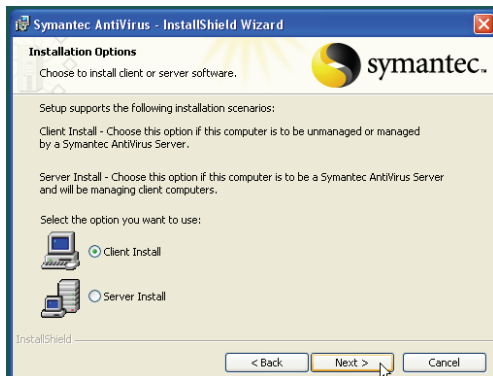 Symantec AntiVirus - InstallShield Wizard
Installation Options
Choose to install client or server software.
symantec.
Setup supports the following installation scenarios:
Client Install - Choose this option if this computer is to be unmanaged or managed
by a Symantec AntiVirus Server.
Server Install - Choose this option if this computer is to be a Symantec AntiVirus Server
and will be managing client computers.
Select the option you want to use:
Client Install
Server Install
InstallShield
< Back Next > Cancel